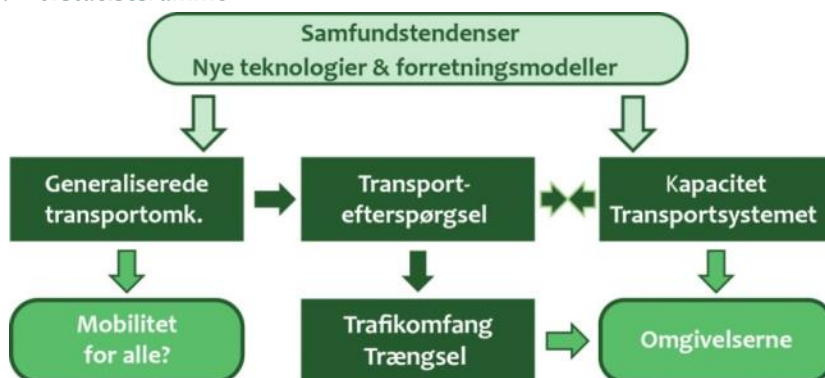 Samfundstendenser
Nye teknologier & forretningsmodeller
Generaliserede
transportomk.
Transport-
efterspørgsel
Kapacitet
Transportsystemet
Mobilitet
for alle?
Trafikomfang
Trængsel
Omgivelserne